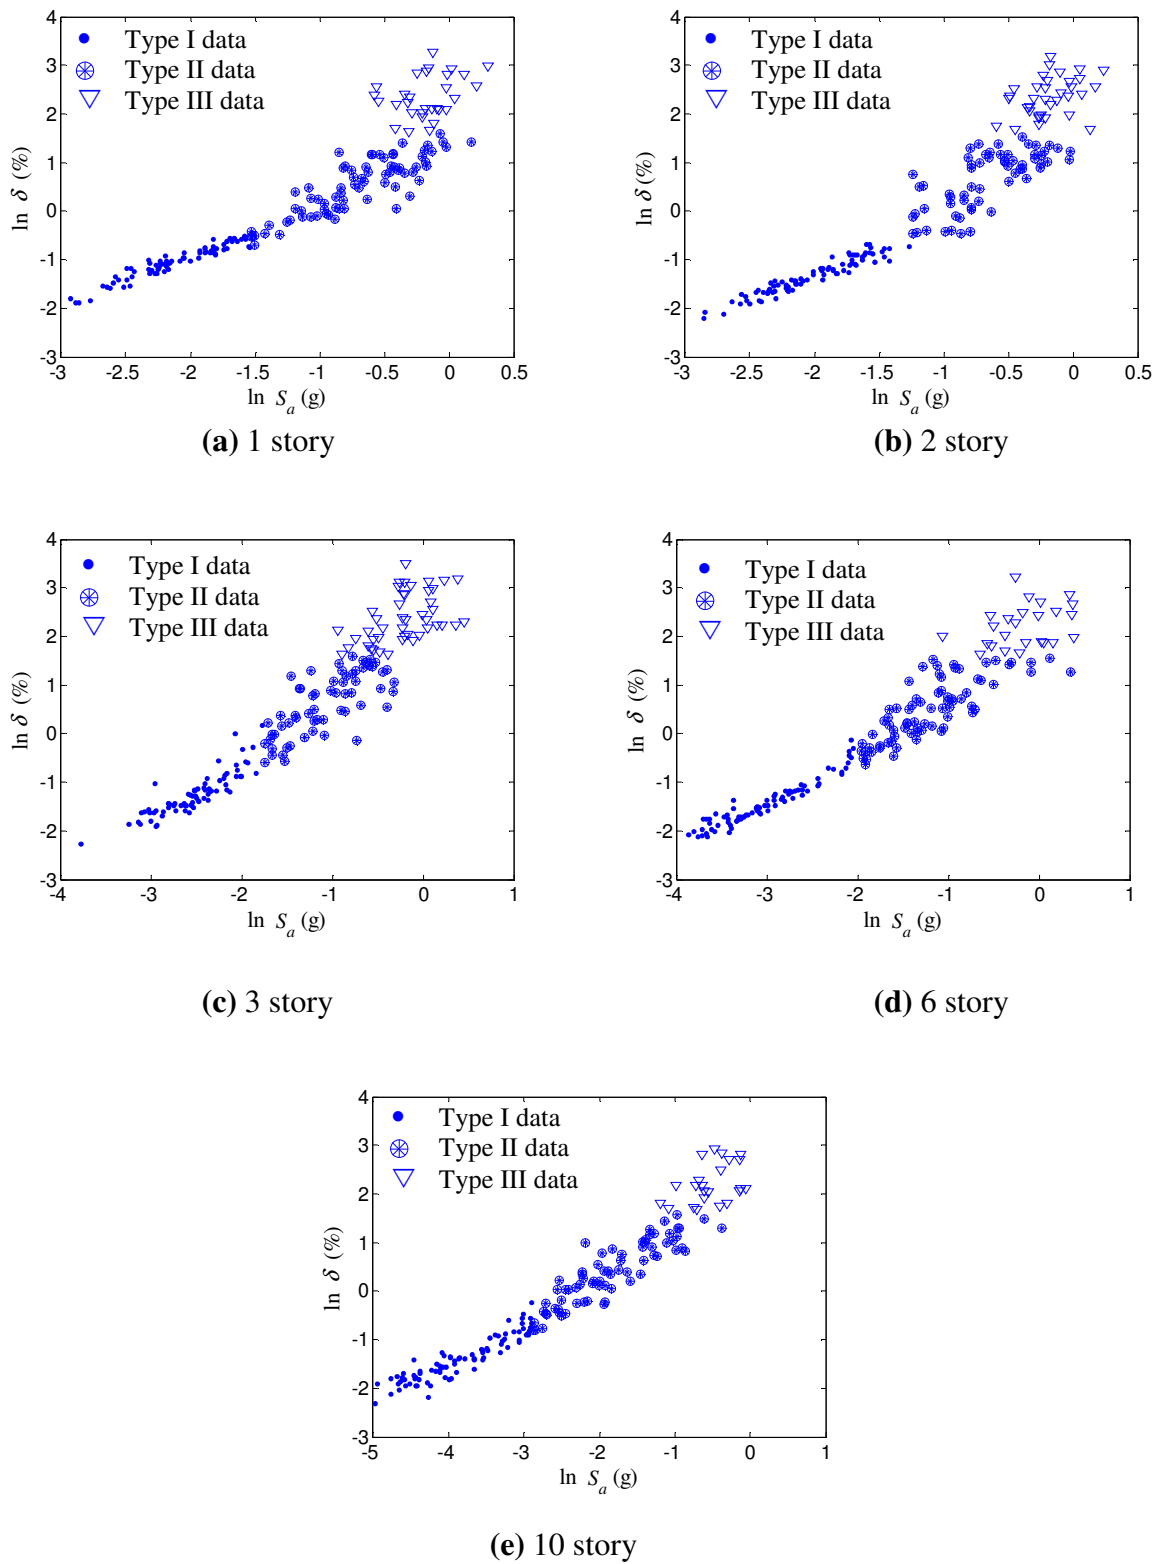 4
3
2
1
0
-1
-2
-3
ln δ (%)
Type I data
Type II data
Type III data
-3 -2.5 -2 -1.5 -1 -0.5 0 0.5
ln Sa (g)
(a) 1 story
4
3
2
1
0
-1
-2
-3
ln δ (%)
Type I data
Type II data
Type III data
-3 -2.5 -2 -1.5 -1 -0.5 0 0.5
ln Sa (g)
(b) 2 story
4
3
2
1
0
-1
-2
-3
ln δ (%)
Type I data
Type II data
Type III data
-4 -3 -2 -1 0 1
ln Sa (g)
(c) 3 story
4
3
2
1
0
-1
-2
-3
ln δ (%)
Type I data
Type II data
Type III data
-4 -3 -2 -1 0 1
ln Sa (g)
(d) 6 story
4
3
2
1
0
-1
-2
-3
ln δ (%)
Type I data
Type II data
Type III data
-5 -4 -3 -2 -1 0 1
ln Sa (g)
(e) 10 story